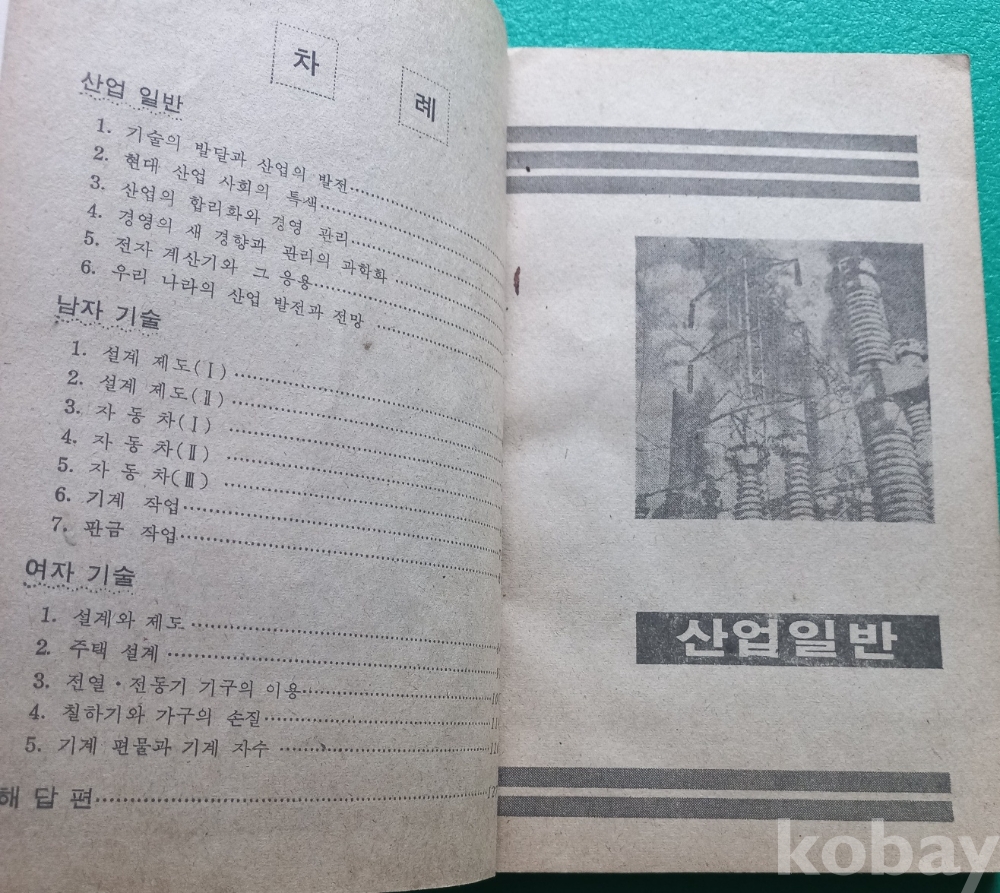 차 례
산업 일반
1. 기술의 발달과 산업의 발전
2. 현대 산업 사회의 특색
3. 산업의 합리화와 경영 관리
4. 경영의 새 경향과 관리의 과학화
5. 전자 계산기와 그 응용
6. 우리 나라의 산업 발전과 전망
남자 기술
1. 설계 제도(Ⅰ)
2. 설계 제도(Ⅱ)
3. 자 동 차(Ⅰ)
4. 자 동 차(Ⅱ)
5. 자 동 차(Ⅲ)
6. 기계 작업
7. 판금 작업
여자 기술
1. 설계와 제도
2. 주택 설계
3. 전열·전동기 기구의 이용
4. 칠하기와 가구의 손질
5. 기계 편물과 기계 자수
해 답 편
산업일반
kobay